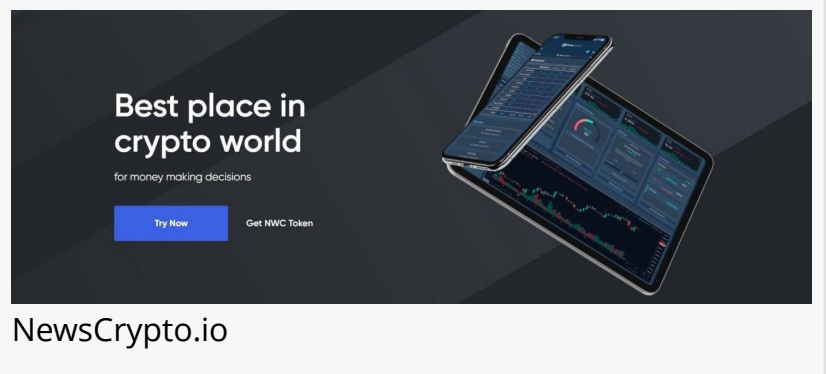 Best place in
crypto world
for money making decisions
Try Now
Get NWC Token
NewsCrypto.io